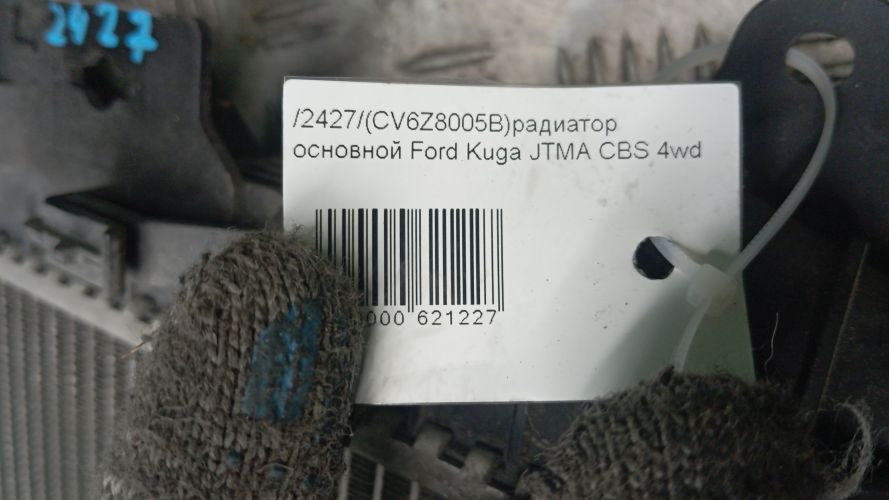 2427
/2427/(CV6Z8005B)радиатор
основной Ford Kuga JTMA CBS 4wd
000 621227